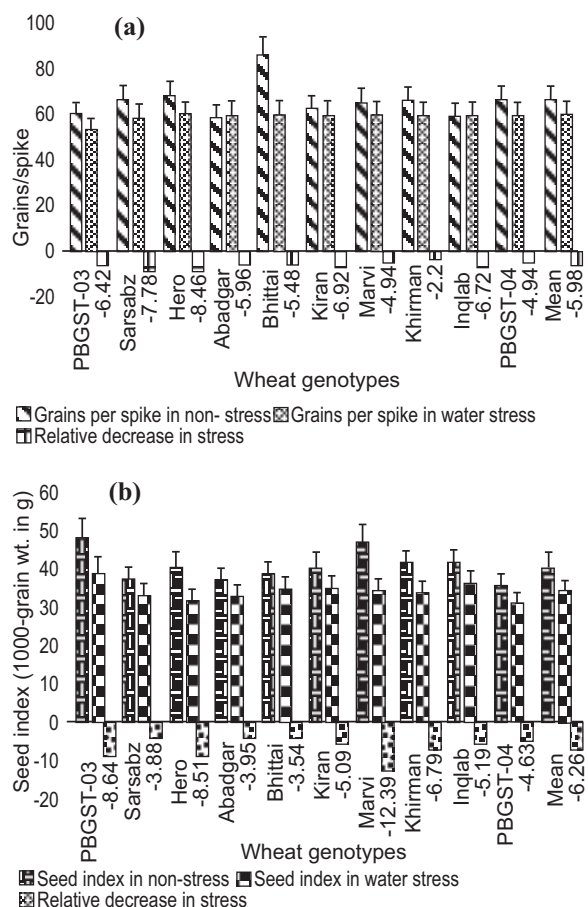 (a)
100
80
60
40
20
0
-20
Grains/spike
PBGST-03
-6.42
Sarsabz
-7.78
Hero
-8.46
Abadgar
-5.96
Bhittai
-5.48
Kiran
-6.92
Marvi
-4.94
Khirman
-2.2
Inqlab
-6.72
PBGST-04
-4.94
Mean
-5.98
Wheat genotypes
Grains per spike in non- stress Grains per spike in water stress
Relative decrease in stress
(b)
60
50
40
30
20
10
0
-10
-20
Seed index (1000-grain wt. in g)
PBGST-03
-8.64
Sarsabz
-3.88
Hero
-8.51
Abadgar
-3.95
Bhittai
-3.54
Kiran
-5.09
Marvi
-12.39
Khirman
-6.79
Inqlab
-5.19
PBGST-04
-4.63
Mean
-6.26
Wheat genotypes
Seed index in non-stress Seed index in water stress
Relative decrease in stress